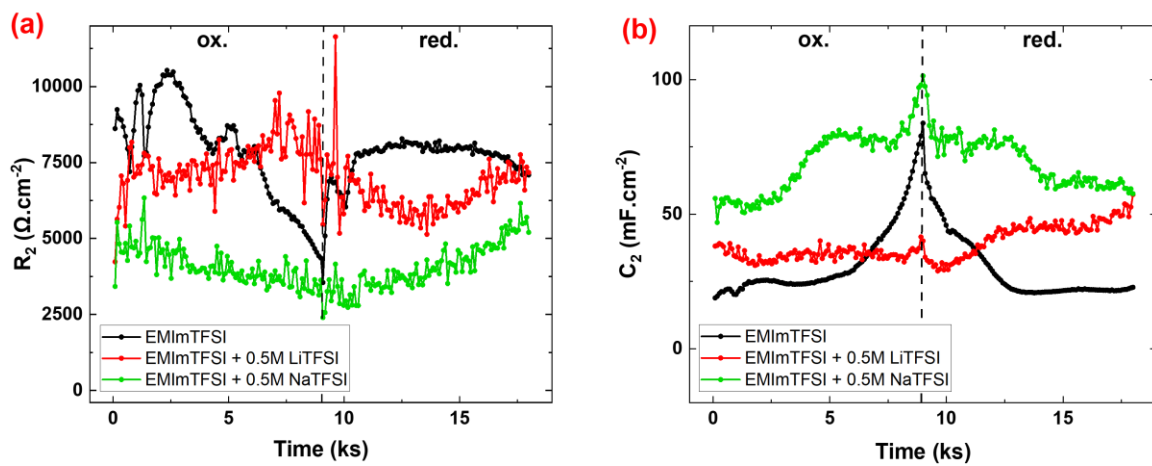 (a)
ox.
red.
10000
7500
5000
2500
0
R₂ (Ω.cm⁻²)
EMImTFSI
EMImTFSI + 0.5M LiTFSI
EMImTFSI + 0.5M NaTFSI
0
5
10
15
Time (ks)
(b)
ox.
red.
100
50
0
C₂ (mF.cm⁻²)
EMImTFSI
EMImTFSI + 0.5M LiTFSI
EMImTFSI + 0.5M NaTFSI
0
5
10
15
Time (ks)